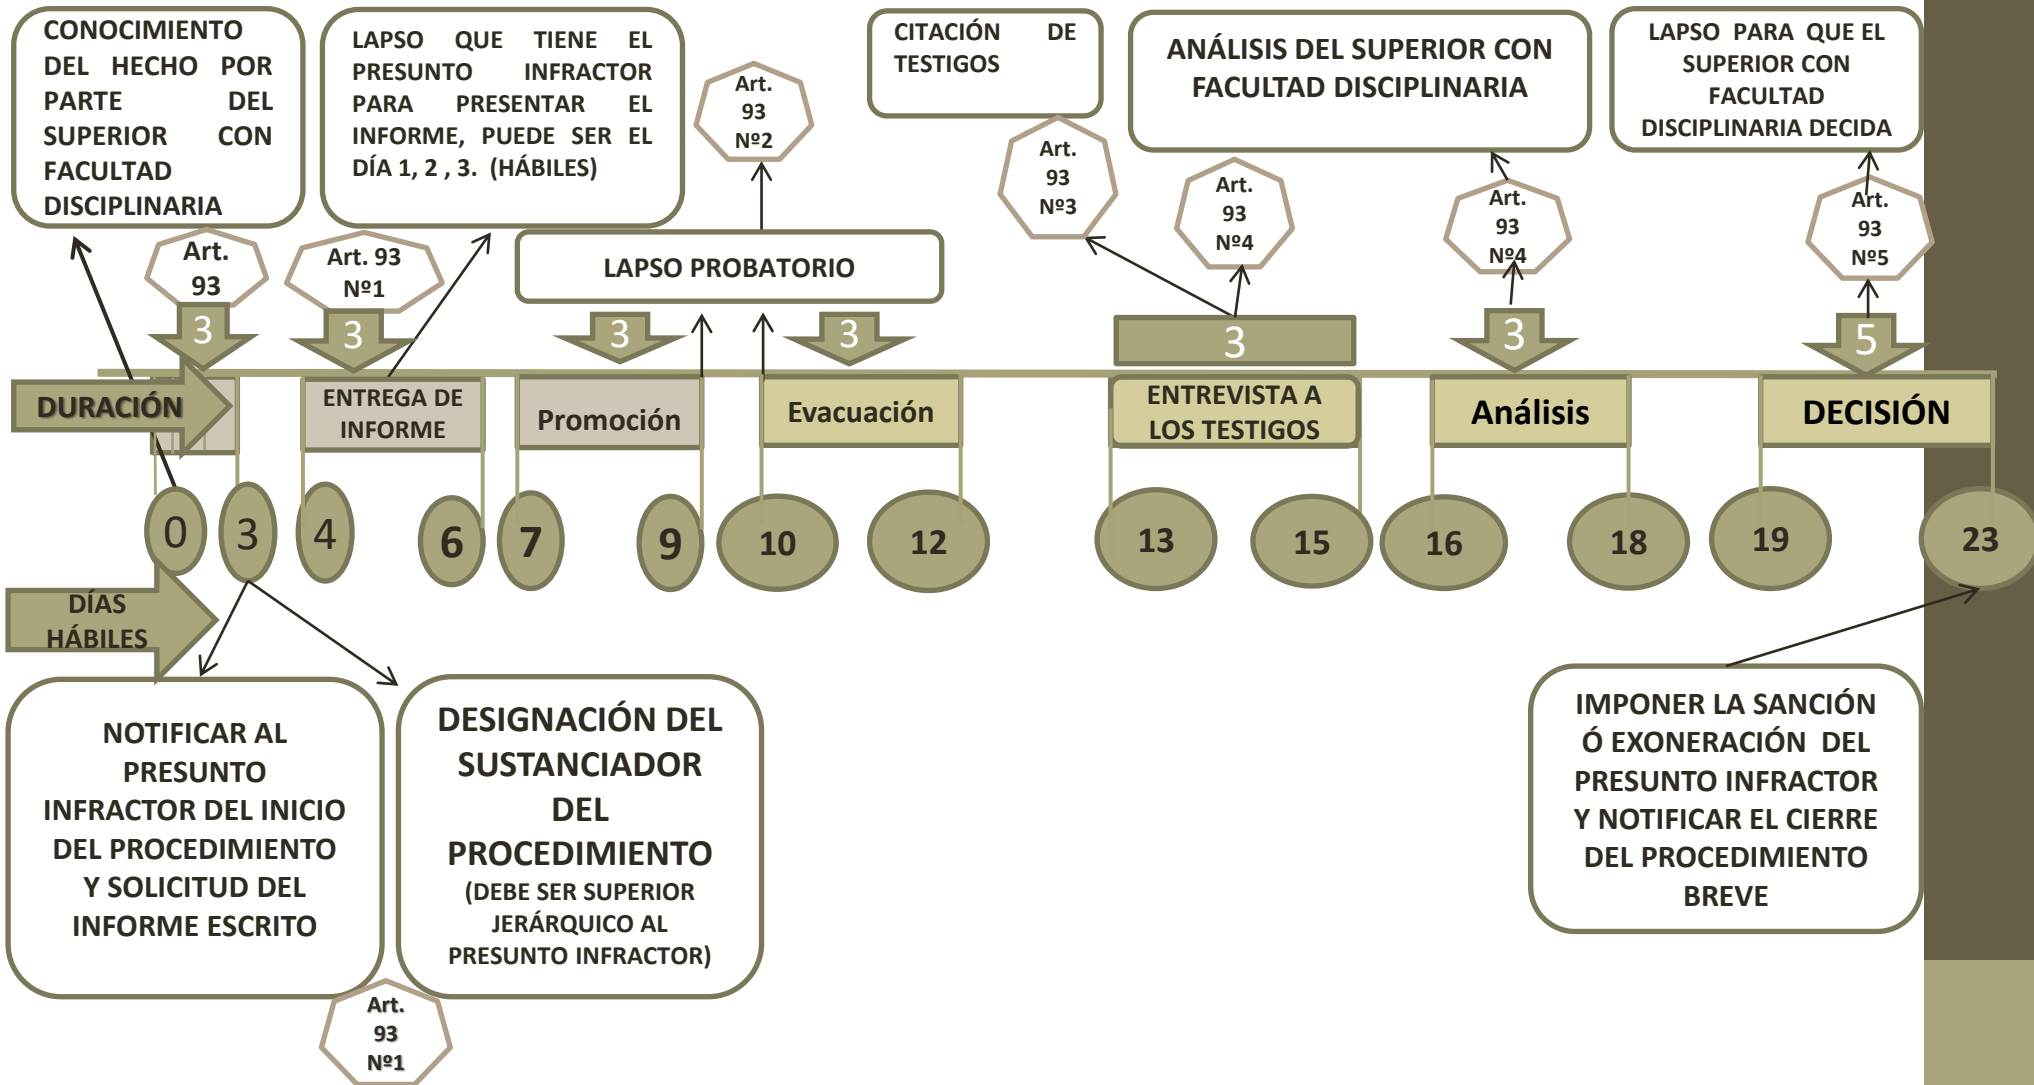 CONOCIMIENTO
DEL HECHO POR
PARTE DEL
SUPERIOR CON
FACULTAD
DISCIPLINARIA
LAPSO QUE TIENE EL
PRESUNTO INFRACTOR
PARA PRESENTAR EL
INFORME, PUEDE SER EL
DÍA 1, 2 , 3. (HÁBILES)
Art.
93
Nº2
CITACIÓN DE
TESTIGOS
ANÁLISIS DEL SUPERIOR CON
FACULTAD DISCIPLINARIA
LAPSO PARA QUE EL
SUPERIOR CON
FACULTAD
DISCIPLINARIA DECIDA
Art.
93
Art. 93
Nº1
LAPSO PROBATORIO
Art.
93
Nº3
Art.
93
Nº4
Art.
93
Nº4
Art.
93
Nº5
3
3
3
3
3
3
5
DURACIÓN
ENTREGA DE
INFORME
Promoción
Evacuación
ENTREVISTA A
LOS TESTIGOS
Análisis
DECISIÓN
0
3
4
6
7
9
10
12
13
15
16
18
19
23
DÍAS
HÁBILES
NOTIFICAR AL
PRESUNTO
INFRACTOR DEL INICIO
DEL PROCEDIMIENTO
Y SOLICITUD DEL
INFORME ESCRITO
DESIGNACIÓN DEL
SUSTANCIADOR
DEL
PROCEDIMIENTO
(DEBE SER SUPERIOR
JERÁRQUICO AL
PRESUNTO INFRACTOR)
Art.
93
Nº1
IMPONER LA SANCIÓN
Ó EXONERACIÓN DEL
PRESUNTO INFRACTOR
Y NOTIFICAR EL CIERRE
DEL PROCEDIMIENTO
BREVE